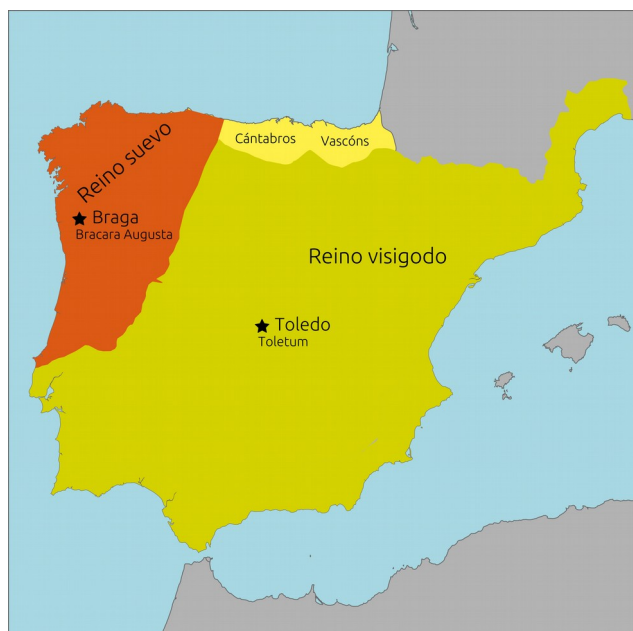 Reino suevo
Cántabros
Vascóns
Braga
Bracara Augusta
Reino visigodo
Toledo
Toletum